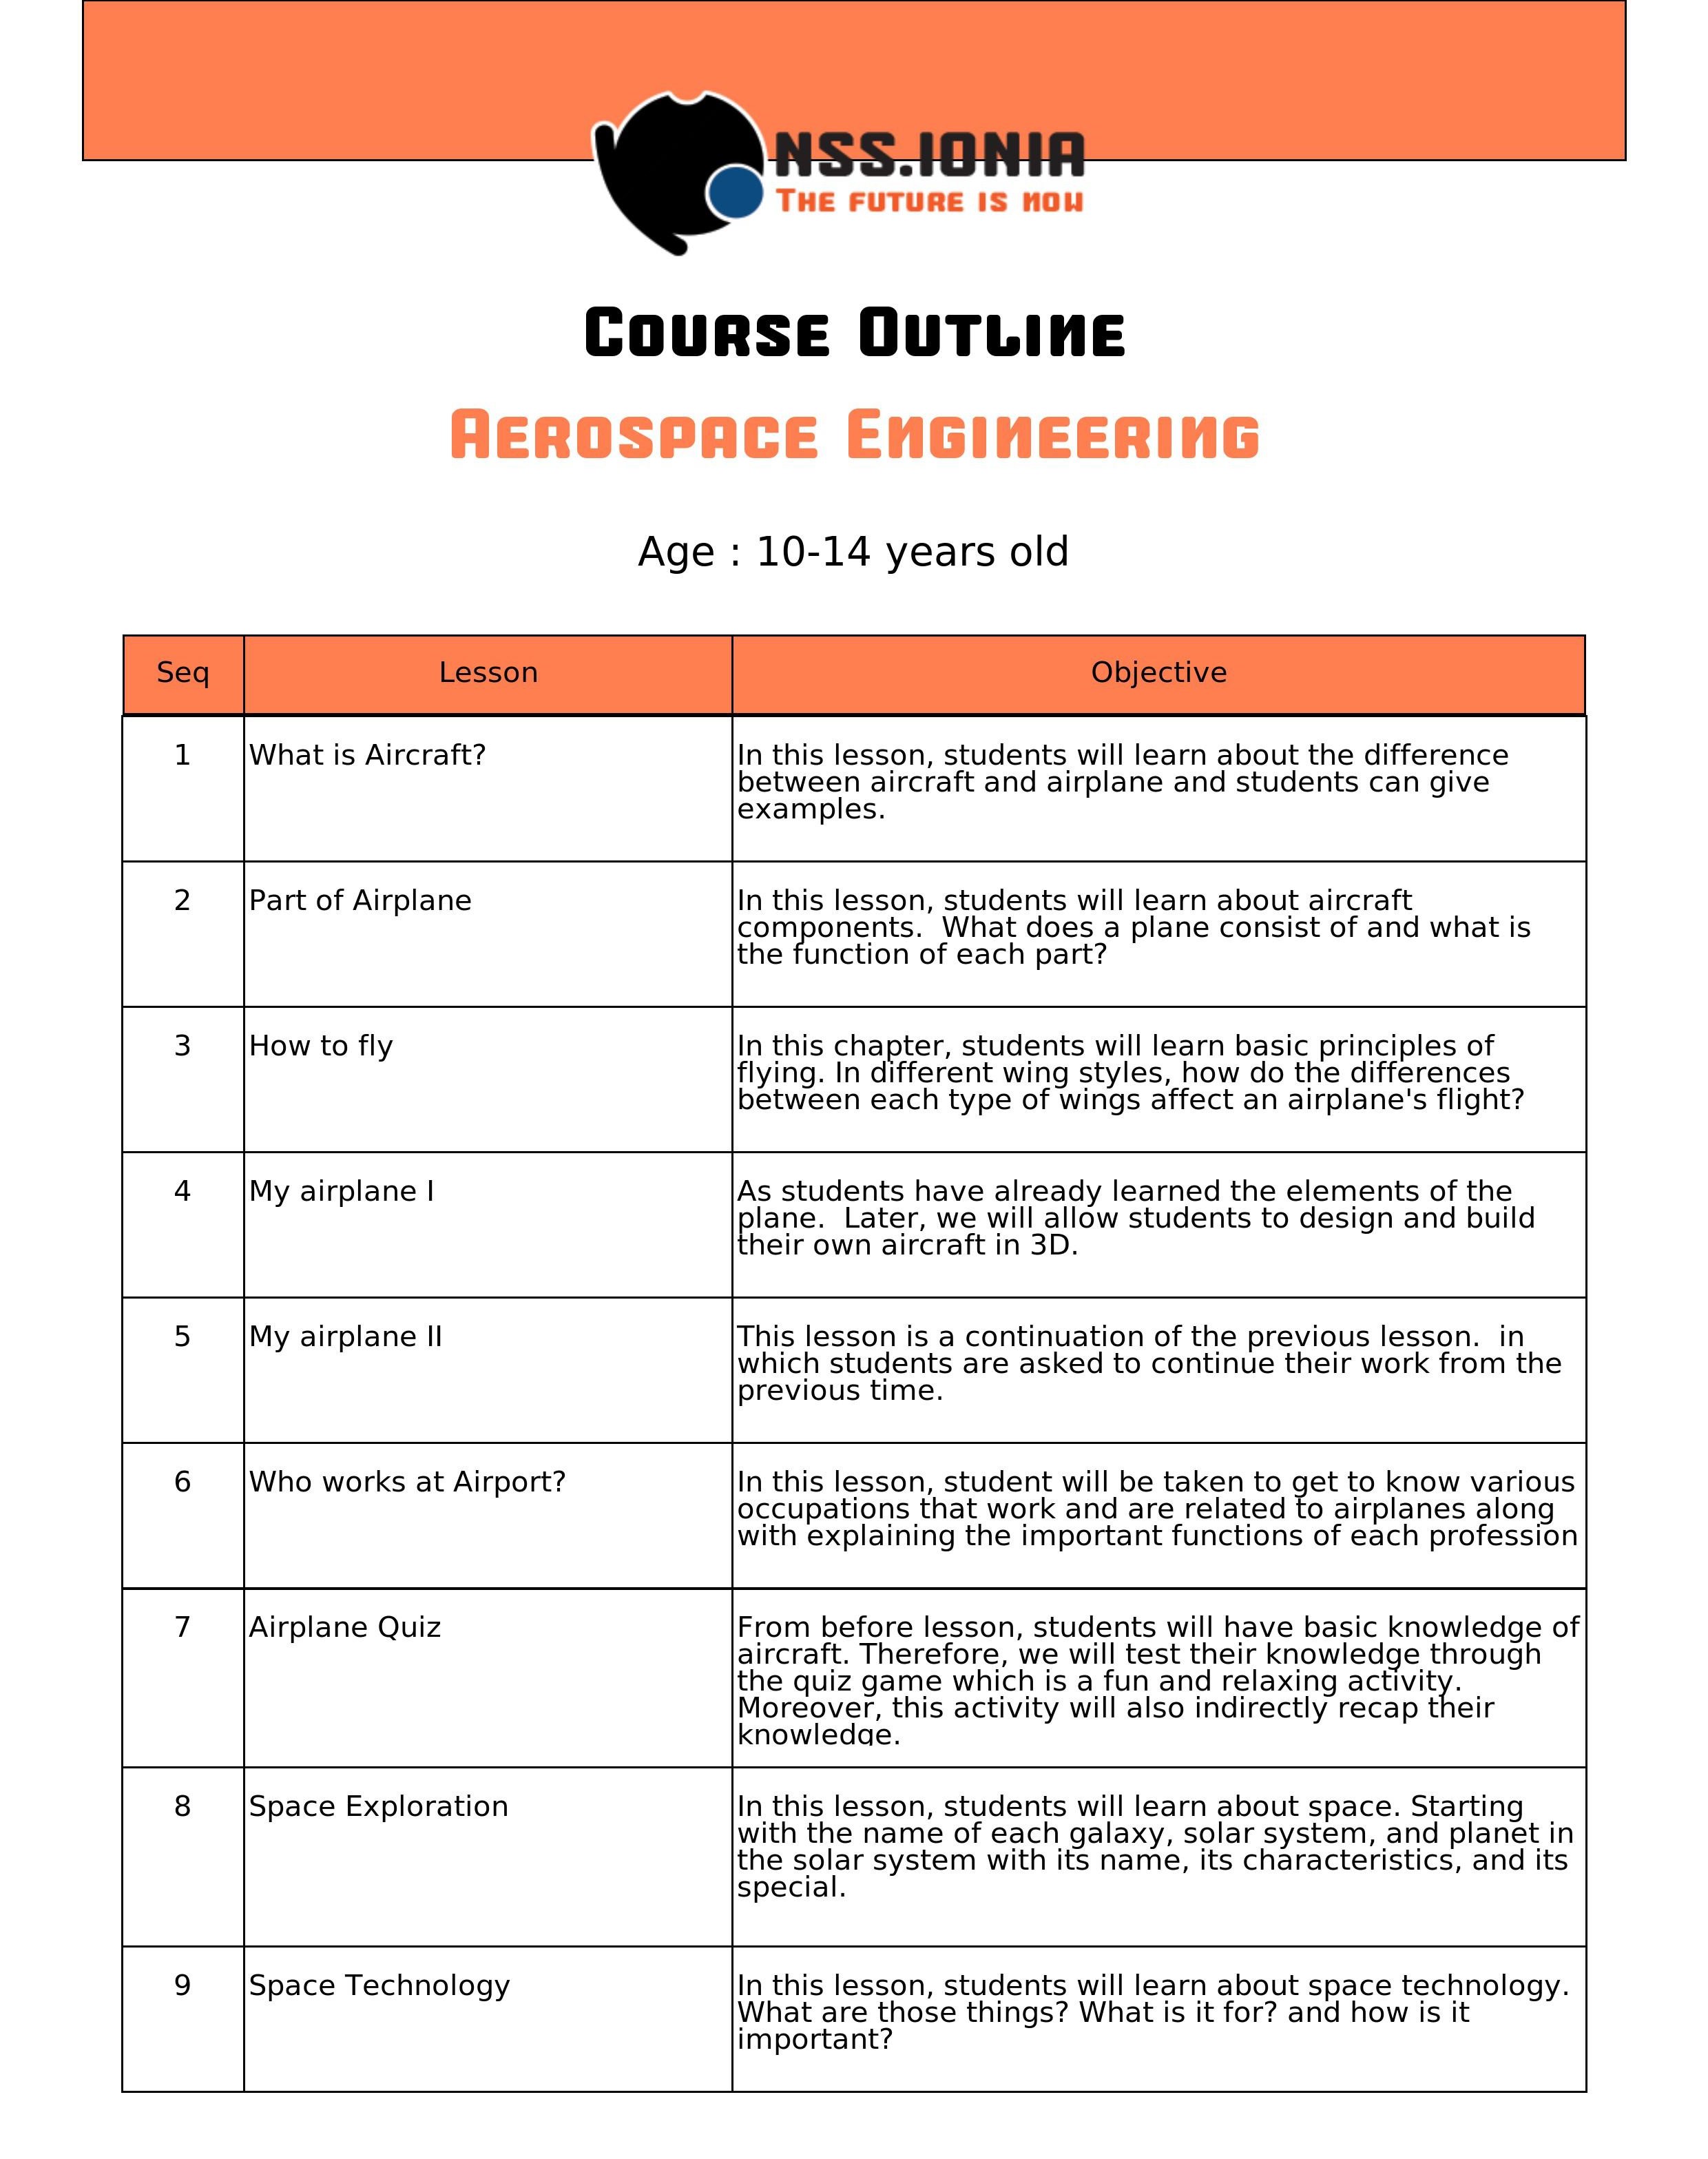 NSS.IONIA
The future is now
Course Outline
Aerospace Engineering
Age : 10-14 years old
Seq Lesson Objective
1 What is Aircraft? In this lesson, students will learn about the difference
between aircraft and airplane and students can give
examples.
2 Part of Airplane In this lesson, students will learn about aircraft
components.  What does a plane consist of and what is
the function of each part?
3 How to fly In this chapter, students will learn basic principles of
flying. In different wing styles, how do the differences
between each type of wings affect an airplane's flight?
4 My airplane I As students have already learned the elements of the
plane.  Later, we will allow students to design and build
their own aircraft in 3D.
5 My airplane II This lesson is a continuation of the previous lesson.  in
which students are asked to continue their work from the
previous time.
6 Who works at Airport? In this lesson, student will be taken to get to know various
occupations that work and are related to airplanes along
with explaining the important functions of each profession
7 Airplane Quiz From before lesson, students will have basic knowledge of
aircraft. Therefore, we will test their knowledge through
the quiz game which is a fun and relaxing activity.
Moreover, this activity will also indirectly recap their
knowledge.
8 Space Exploration In this lesson, students will learn about space. Starting
with the name of each galaxy, solar system, and planet in
the solar system with its name, its characteristics, and its
special.
9 Space Technology In this lesson, students will learn about space technology.
What are those things? What is it for? and how is it
important?